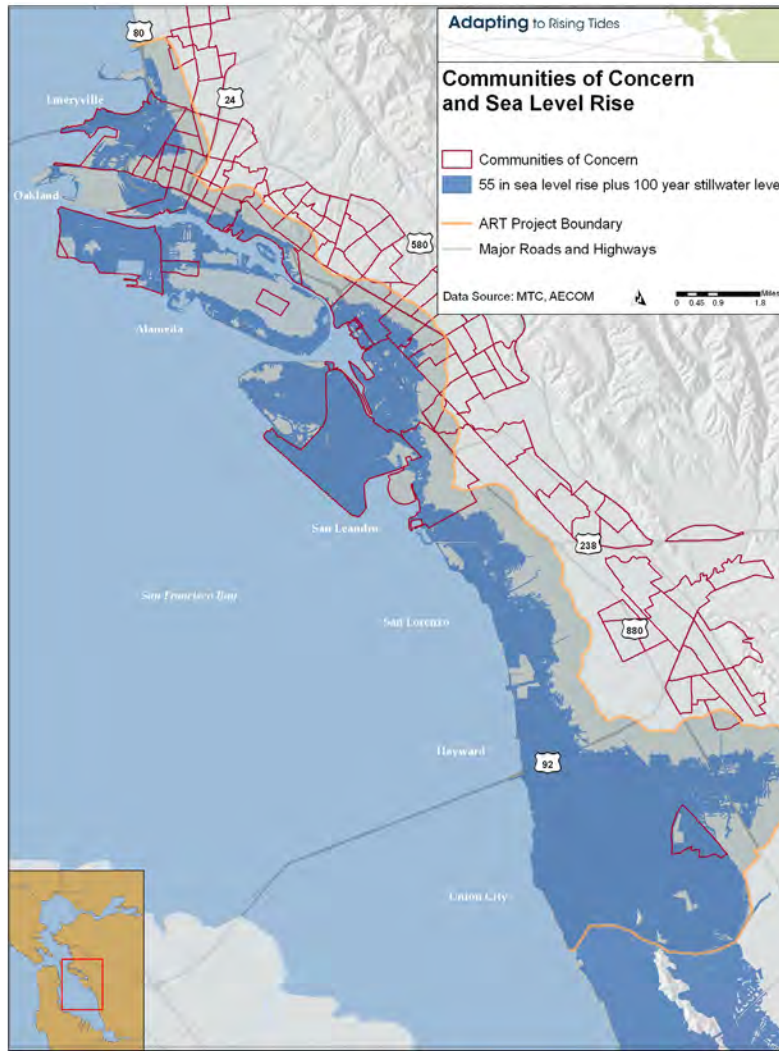 Adapting to Rising Tides
Communities of Concern
and Sea Level Rise
Communities of Concern
55 in sea level rise plus 100 year stillwater level
ART Project Boundary
Major Roads and Highways
Data Source: MTC, AECOM
Miles
0 0.45 0.9 1.8
80
Emeryville
24
Oakland
580
Alameda
San Leandro
238
San Francisco Bay
San Lorenzo
880
Hayward
92
Union City